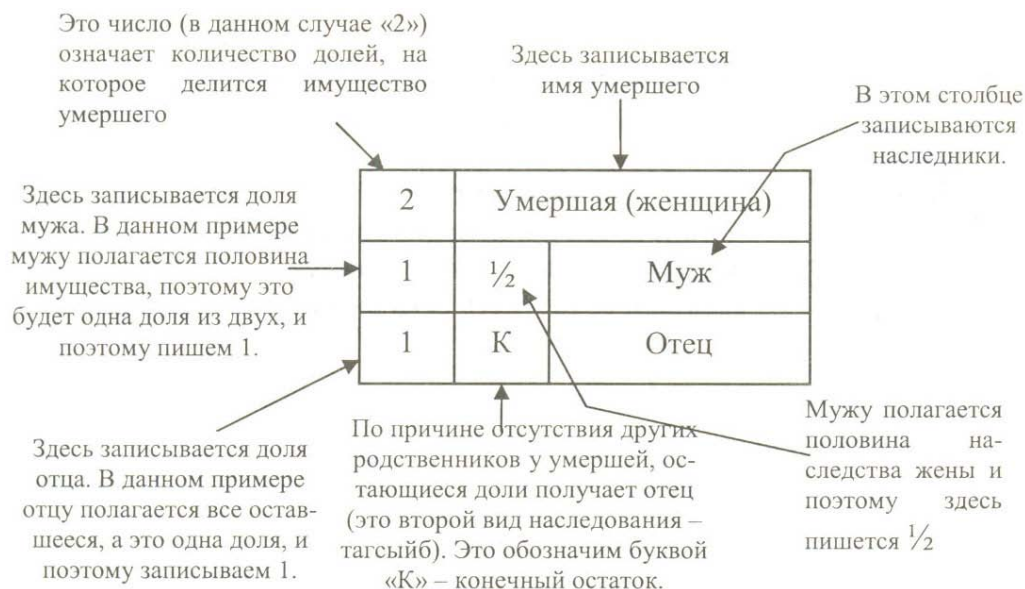 Это число (в данном случае «2»)
означает количество долей, на
которое делится имущество
умершего
Здесь записывается
имя умершего
В этом столбце
записываются
наследники.
Здесь записывается доля
мужа. В данном примере
мужу полагается половина
имущества, поэтому это
будет одна доля из двух, и
поэтому пишем 1.
2 Умершая (женщина)
1 ½ Муж
1 К Отец
Здесь записывается доля
отца. В данном примере
отцу полагается все остав-
шееся, а это одна доля, и
поэтому записываем 1.
По причине отсутствия других
родственников у умершей, ос-
тающиеся доли получает отец
(это второй вид наследования –
тагсыйб). Это обозначим буквой
«К» – конечный остаток.
Мужу полагается
половина на-
следства жены и
поэтому здесь
пишется ½